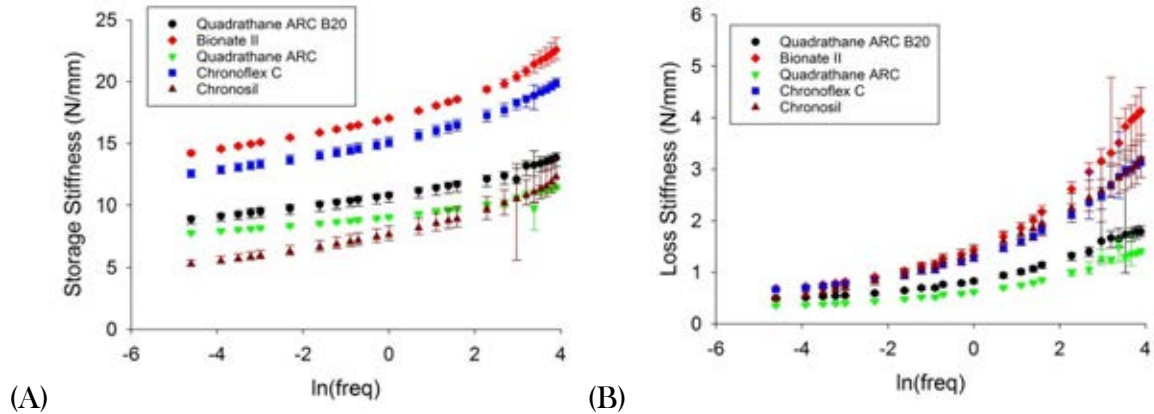 Quadrathane ARC B20
Bionate II
Quadrathane ARC
Chronoflex C
Chronosil
Storage Stiffness (N/mm)
25
20
15
10
5
0
-6
-4
-2
0
2
4
ln(freq)
(A)
Quadrathane ARC B20
Bionate II
Quadrathane ARC
Chronoflex C
Chronosil
Loss Stiffness (N/mm)
6
5
4
3
2
1
0
-6
-4
-2
0
2
4
ln(freq)
(B)